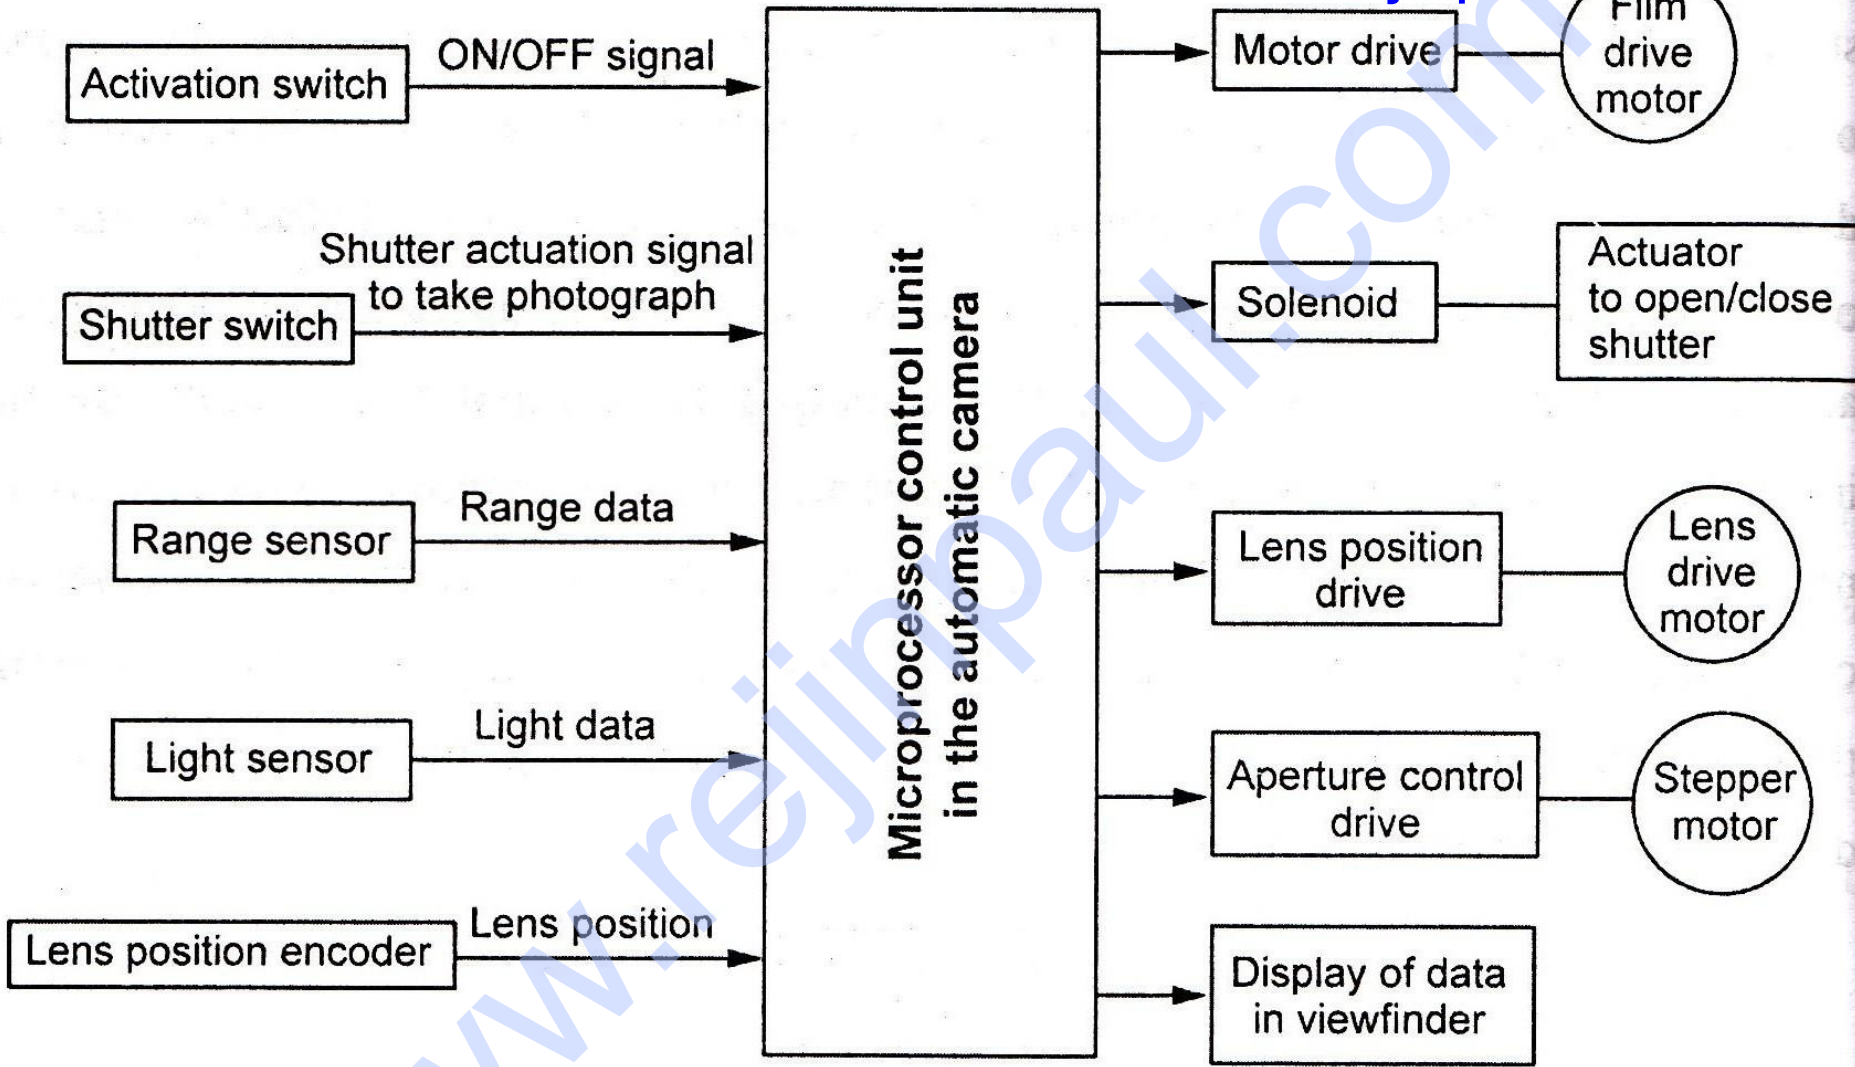 Activation switch
ON/OFF signal
Shutter actuation signal
to take photograph
Shutter switch
Range data
Range sensor
Light data
Light sensor
Lens position
Lens position encoder
Microprocessor control unit
in the automatic camera
Motor drive
Film
drive
motor
Solenoid
Actuator
to open/close
shutter
Lens position
drive
Lens
drive
motor
Aperture control
drive
Stepper
motor
Display of data
in viewfinder
w.rejinpaul.com